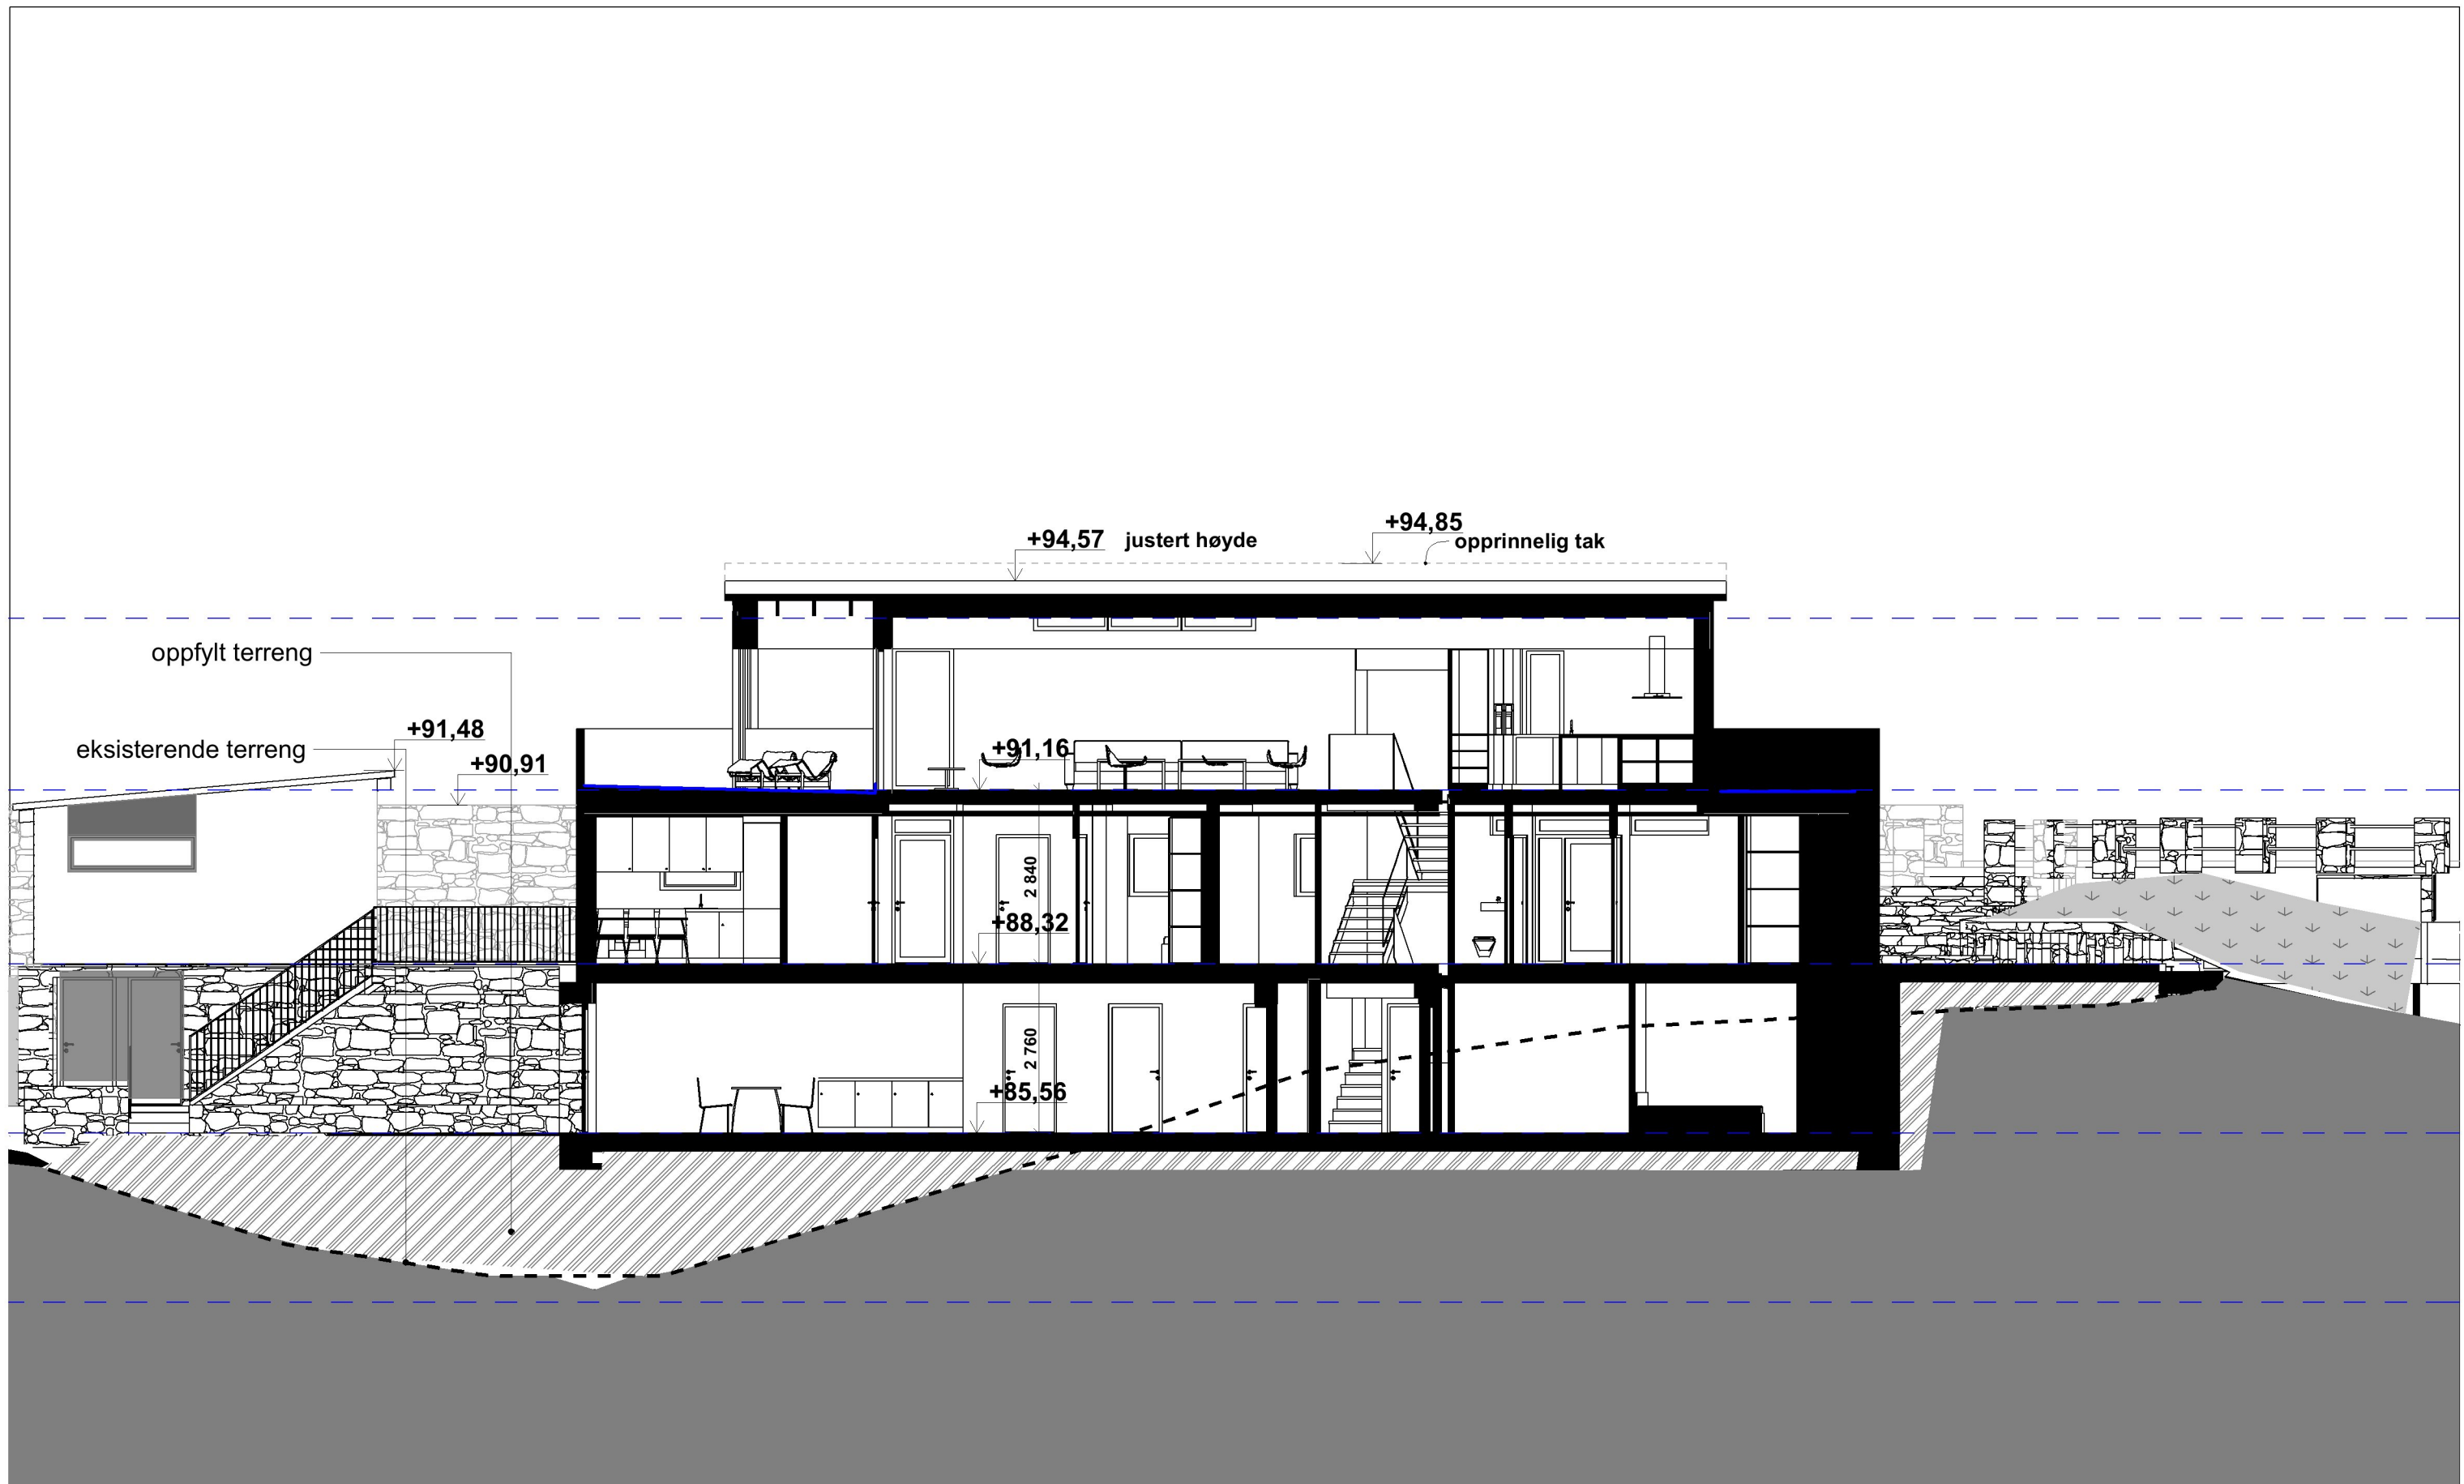 +94,85
+94,57 justert høyde
opprinnelig tak
oppfylt terreng
+91,48
eksisterende terreng
+91,16
+90,91
2 840
+88,32
2 760
+85,56